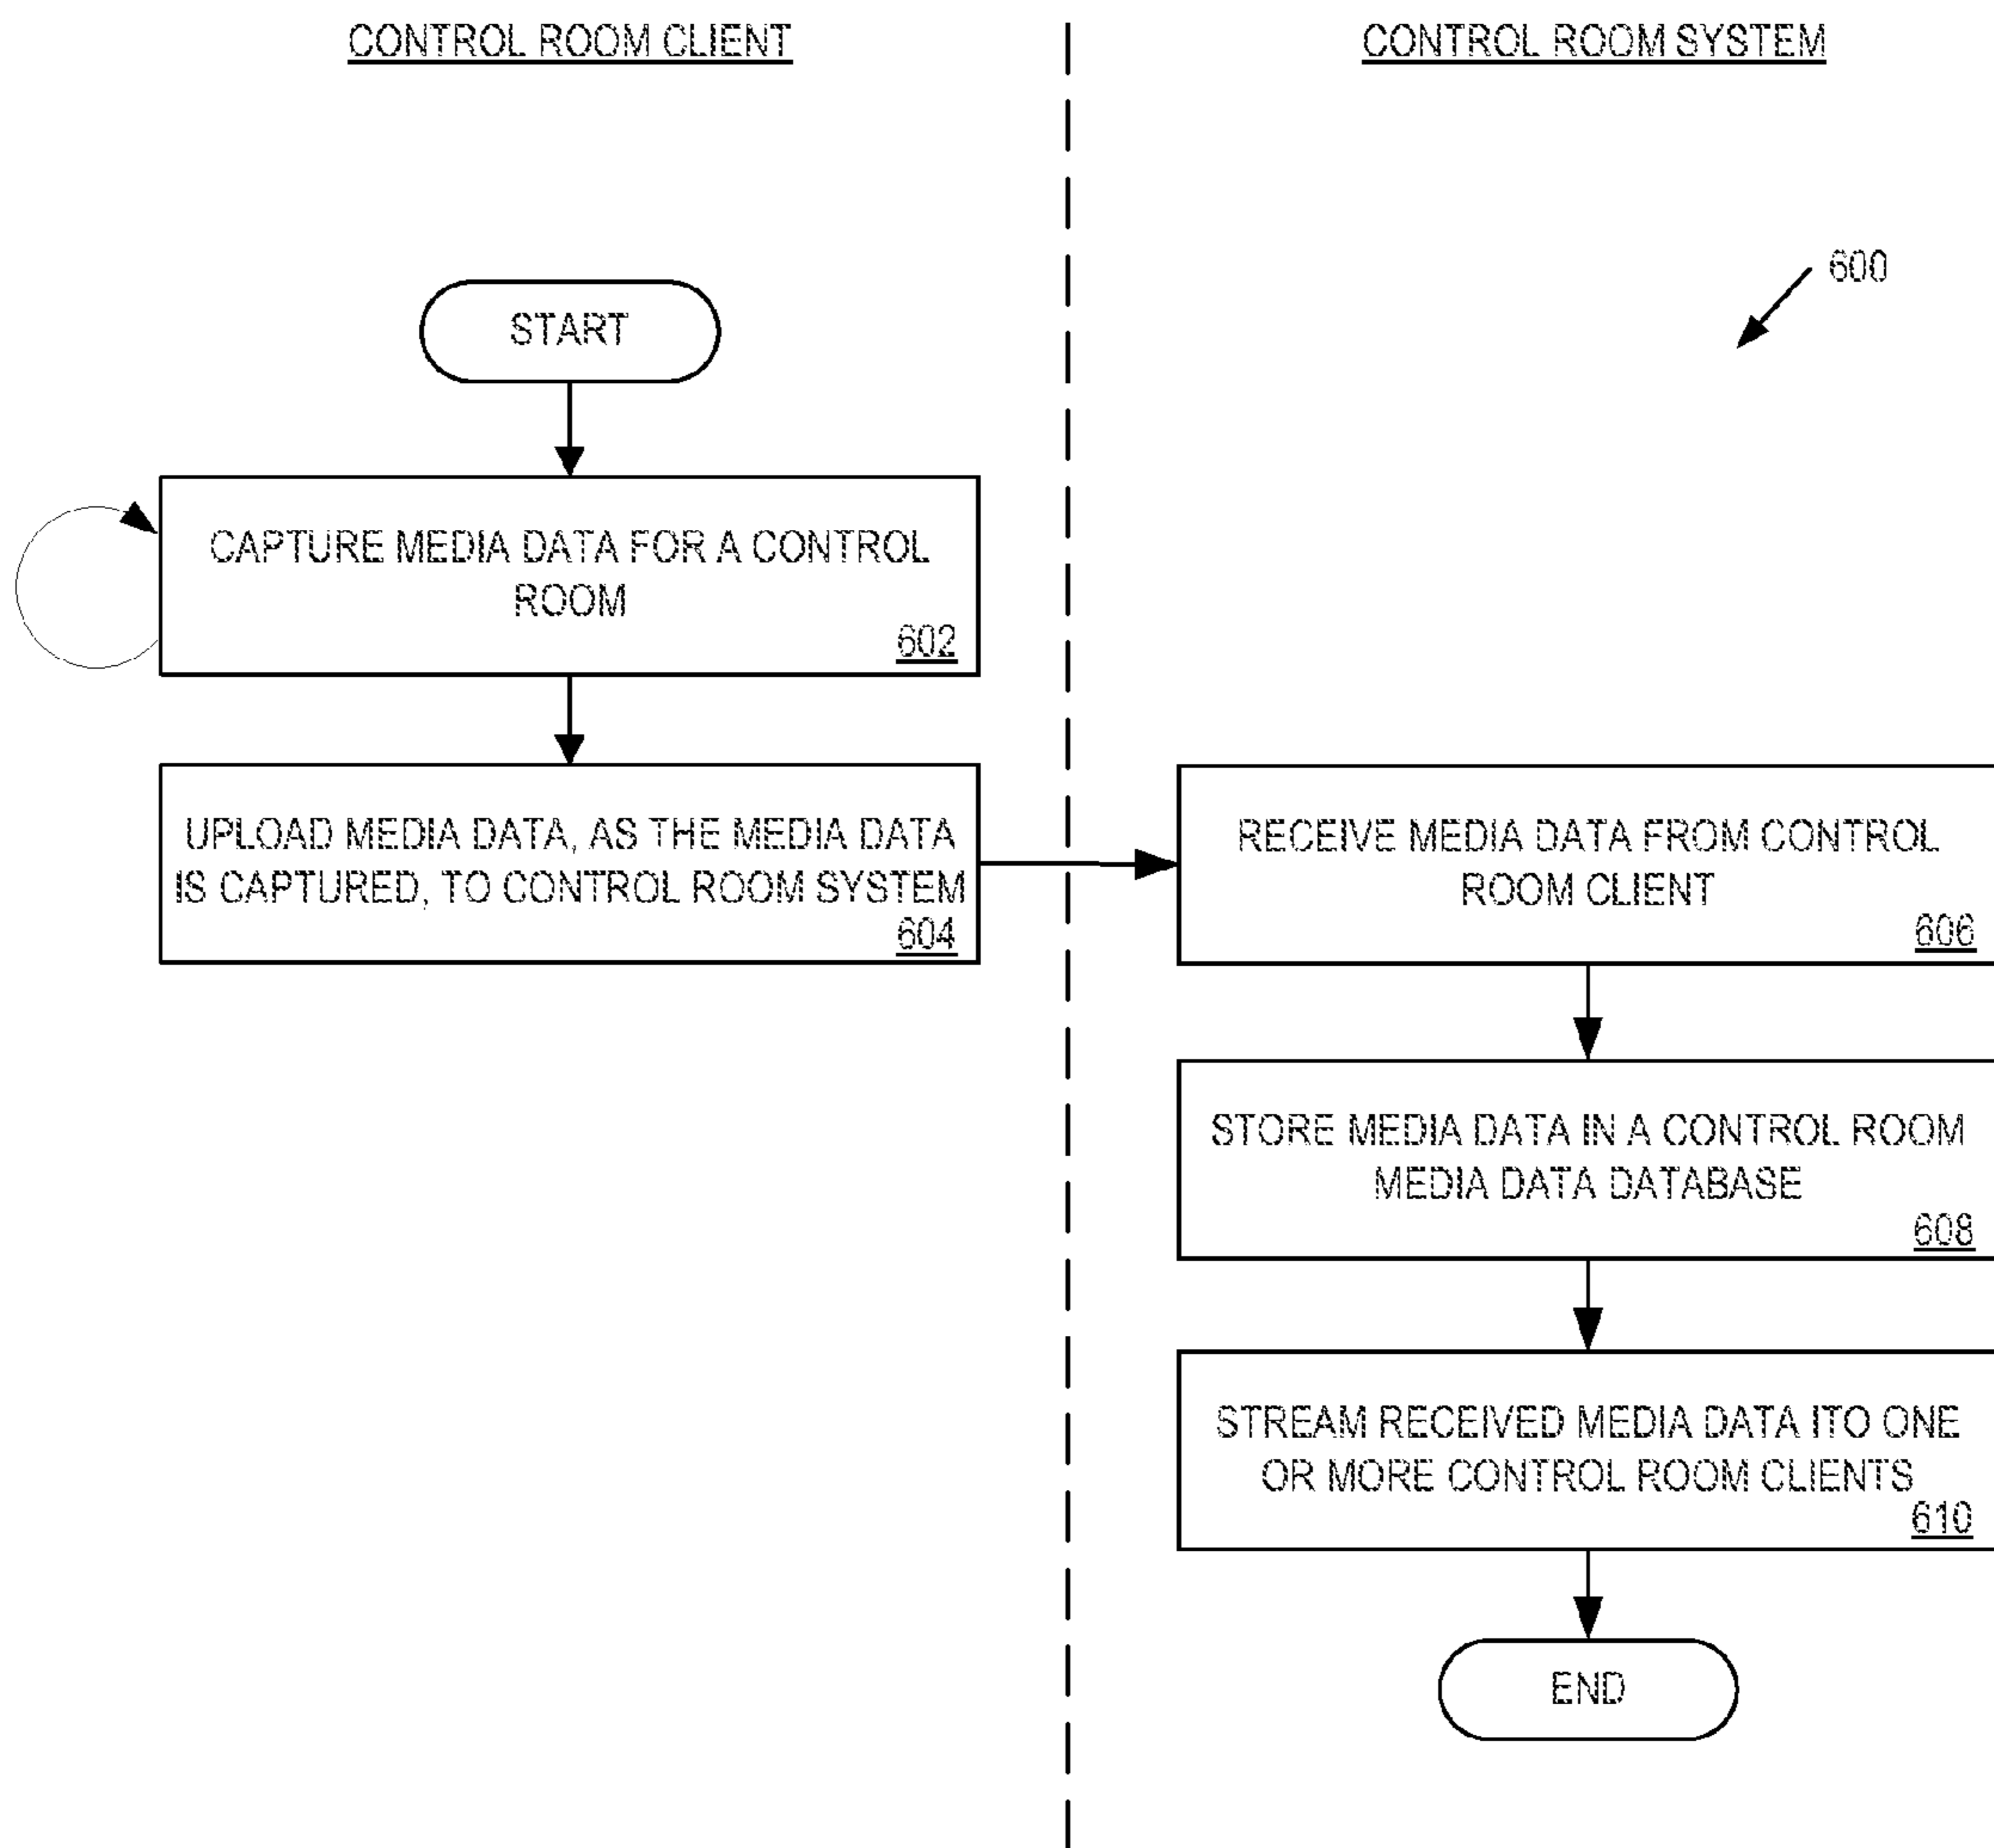 CONTROL ROOM CLIENT
CONTROL ROOM SYSTEM
600
START
CAPTURE MEDIA DATA FOR A CONTROL
ROOM
602
UPLOAD MEDIA DATA, AS THE MEDIA DATA
IS CAPTURED, TO CONTROL ROOM SYSTEM
604
RECEIVE MEDIA DATA FROM CONTROL
ROOM CLIENT
606
STORE MEDIA DATA IN A CONTROL ROOM
MEDIA DATA DATABASE
608
STREAM RECEIVED MEDIA DATA ITO ONE
OR MORE CONTROL ROOM CLIENTS
610
END